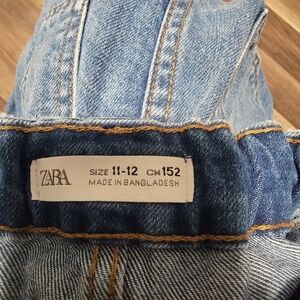 ZARA
SIZE 11-12 CM 152
MADE IN BANGLADESH